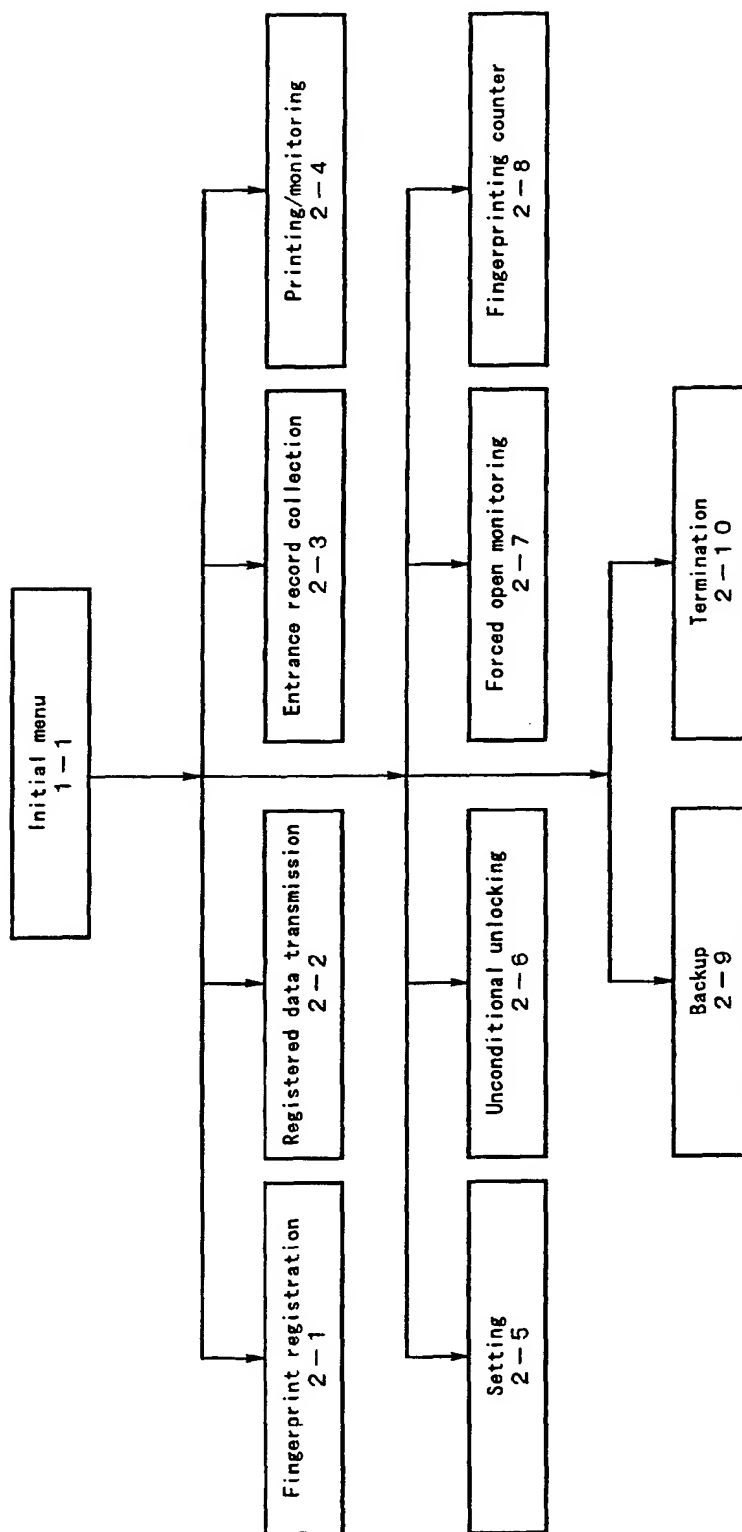 Initial menu
1-1
Fingerprint registration
2-1
Registered data transmission
2-2
Entrance record collection
2-3
Printing/monitoring
2-4
Setting
2-5
Unconditional unlocking
2-6
Forced open monitoring
2-7
Fingerprinting counter
2-8
Backup
2-9
Termination
2-10